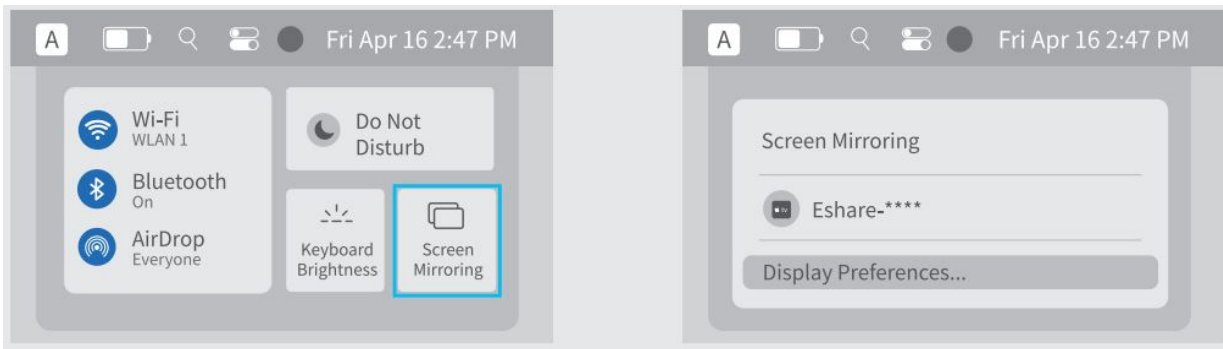 A Fri Apr 16 2:47 PM
Wi-Fi
WLAN 1
Bluetooth
On
AirDrop
Everyone
Do Not
Disturb
Keyboard
Brightness
Screen
Mirroring
A Fri Apr 16 2:47 PM
Screen Mirroring
Eshare-****
Display Preferences...